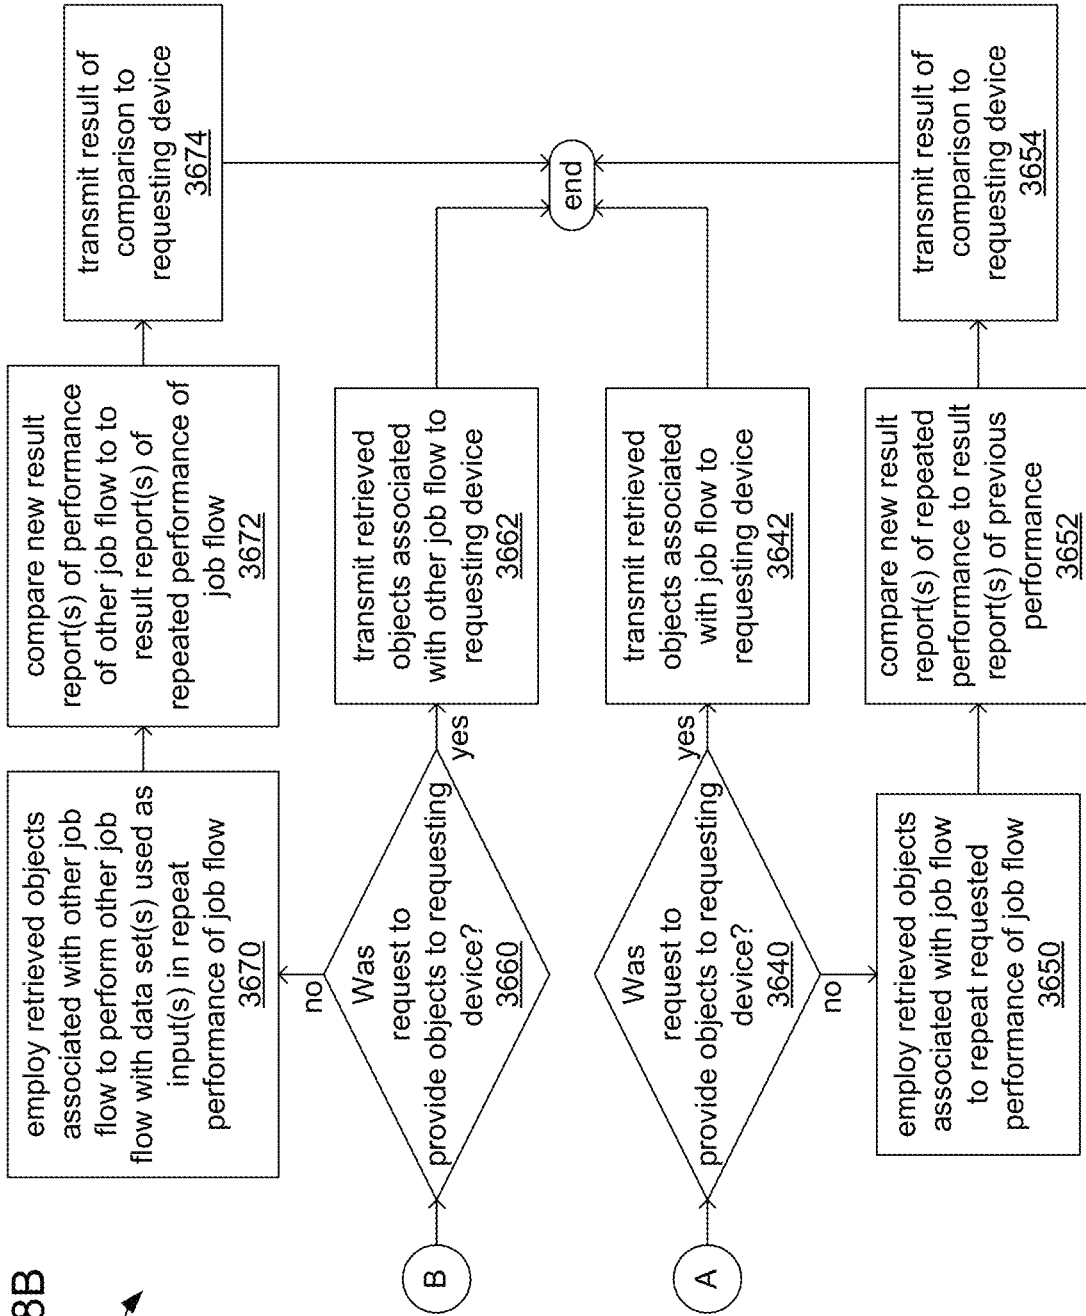 8B
employ retrieved objects
associated with other job
flow to perform other job
flow with data set(s) used as
input(s) in repeat
performance of job flow
3670
compare new result
report(s) of performance
of other job flow to to
result report(s) of
repeated performance of
job flow
3672
transmit result of
comparison to
requesting device
3674
no
B
Was
request to
provide objects to requesting
device?
3660
yes
transmit retrieved
objects associated
with other job flow to
requesting device
3662
end
A
Was
request to
provide objects to requesting
device?
3640
yes
transmit retrieved
objects associated
with job flow to
requesting device
3642
no
employ retrieved objects
associated with job flow
to repeat requested
performance of job flow
3650
compare new result
report(s) of repeated
performance to result
report(s) of previous
performance
3652
transmit result of
comparison to
requesting device
3654